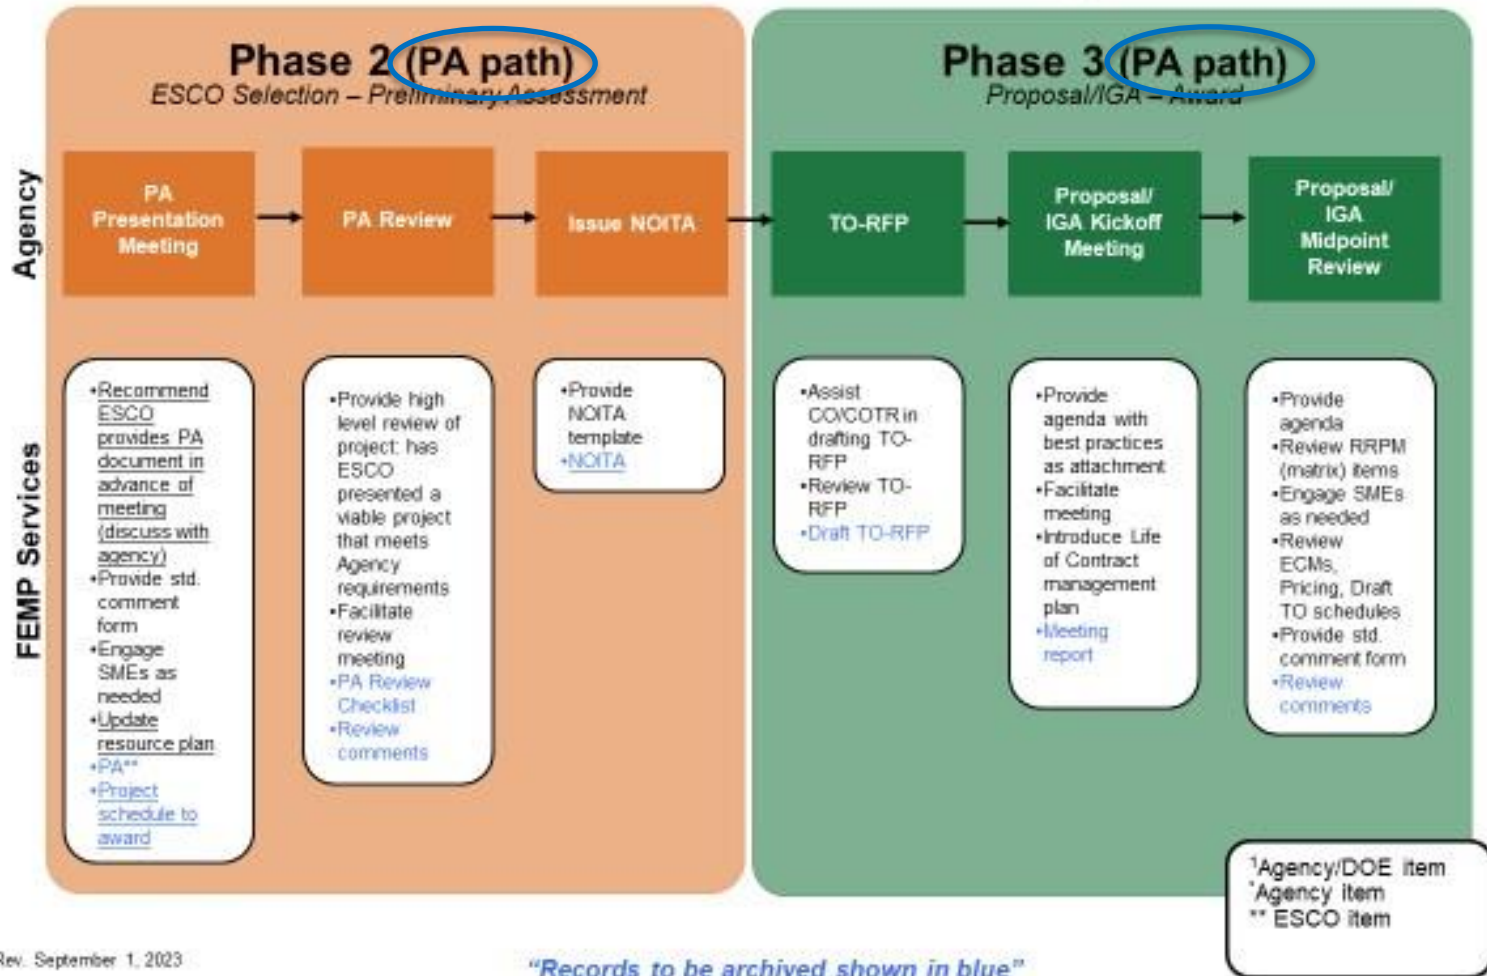 Phase 2 (PA path)
ESCO Selection – Preliminary Assessment
Phase 3 (PA path)
Proposal/IGA – Award
Agency
PA
Presentation
Meeting
PA Review
Issue NOITA
TO-RFP
Proposal/
IGA Kickoff
Meeting
Proposal/
IGA
Midpoint
Review
FEMP Services
•Recommend
ESCO
provides PA
document in
advance of
meeting
(discuss with
agency)
•Provide std.
comment
form
•Engage
SMEs as
needed
•Update
resource plan
•PA**
•Project
schedule to
award
•Provide high
level review of
project: has
ESCO
presented a
viable project
that meets
Agency
requirements
•Facilitate
review
meeting
•PA Review
Checklist
•Review
comments
•Provide
NOITA
template
•NOITA
•Assist
CO/COTR in
drafting TO-
RFP
•Review TO-
RFP
•Draft TO-RFP
•Provide
agenda with
best practices
as attachment
•Facilitate
meeting
•Introduce Life
of Contract
management
plan
•Meeting
report
•Provide
agenda
•Review RRPM
(matrix) items
•Engage SMEs
as needed
•Review
ECMs,
Pricing, Draft
TO schedules
•Provide std.
comment form
•Review
comments
¹Agency/DOE item
*Agency item
** ESCO item
Rev. September 1, 2023
"Records to be archived shown in blue"